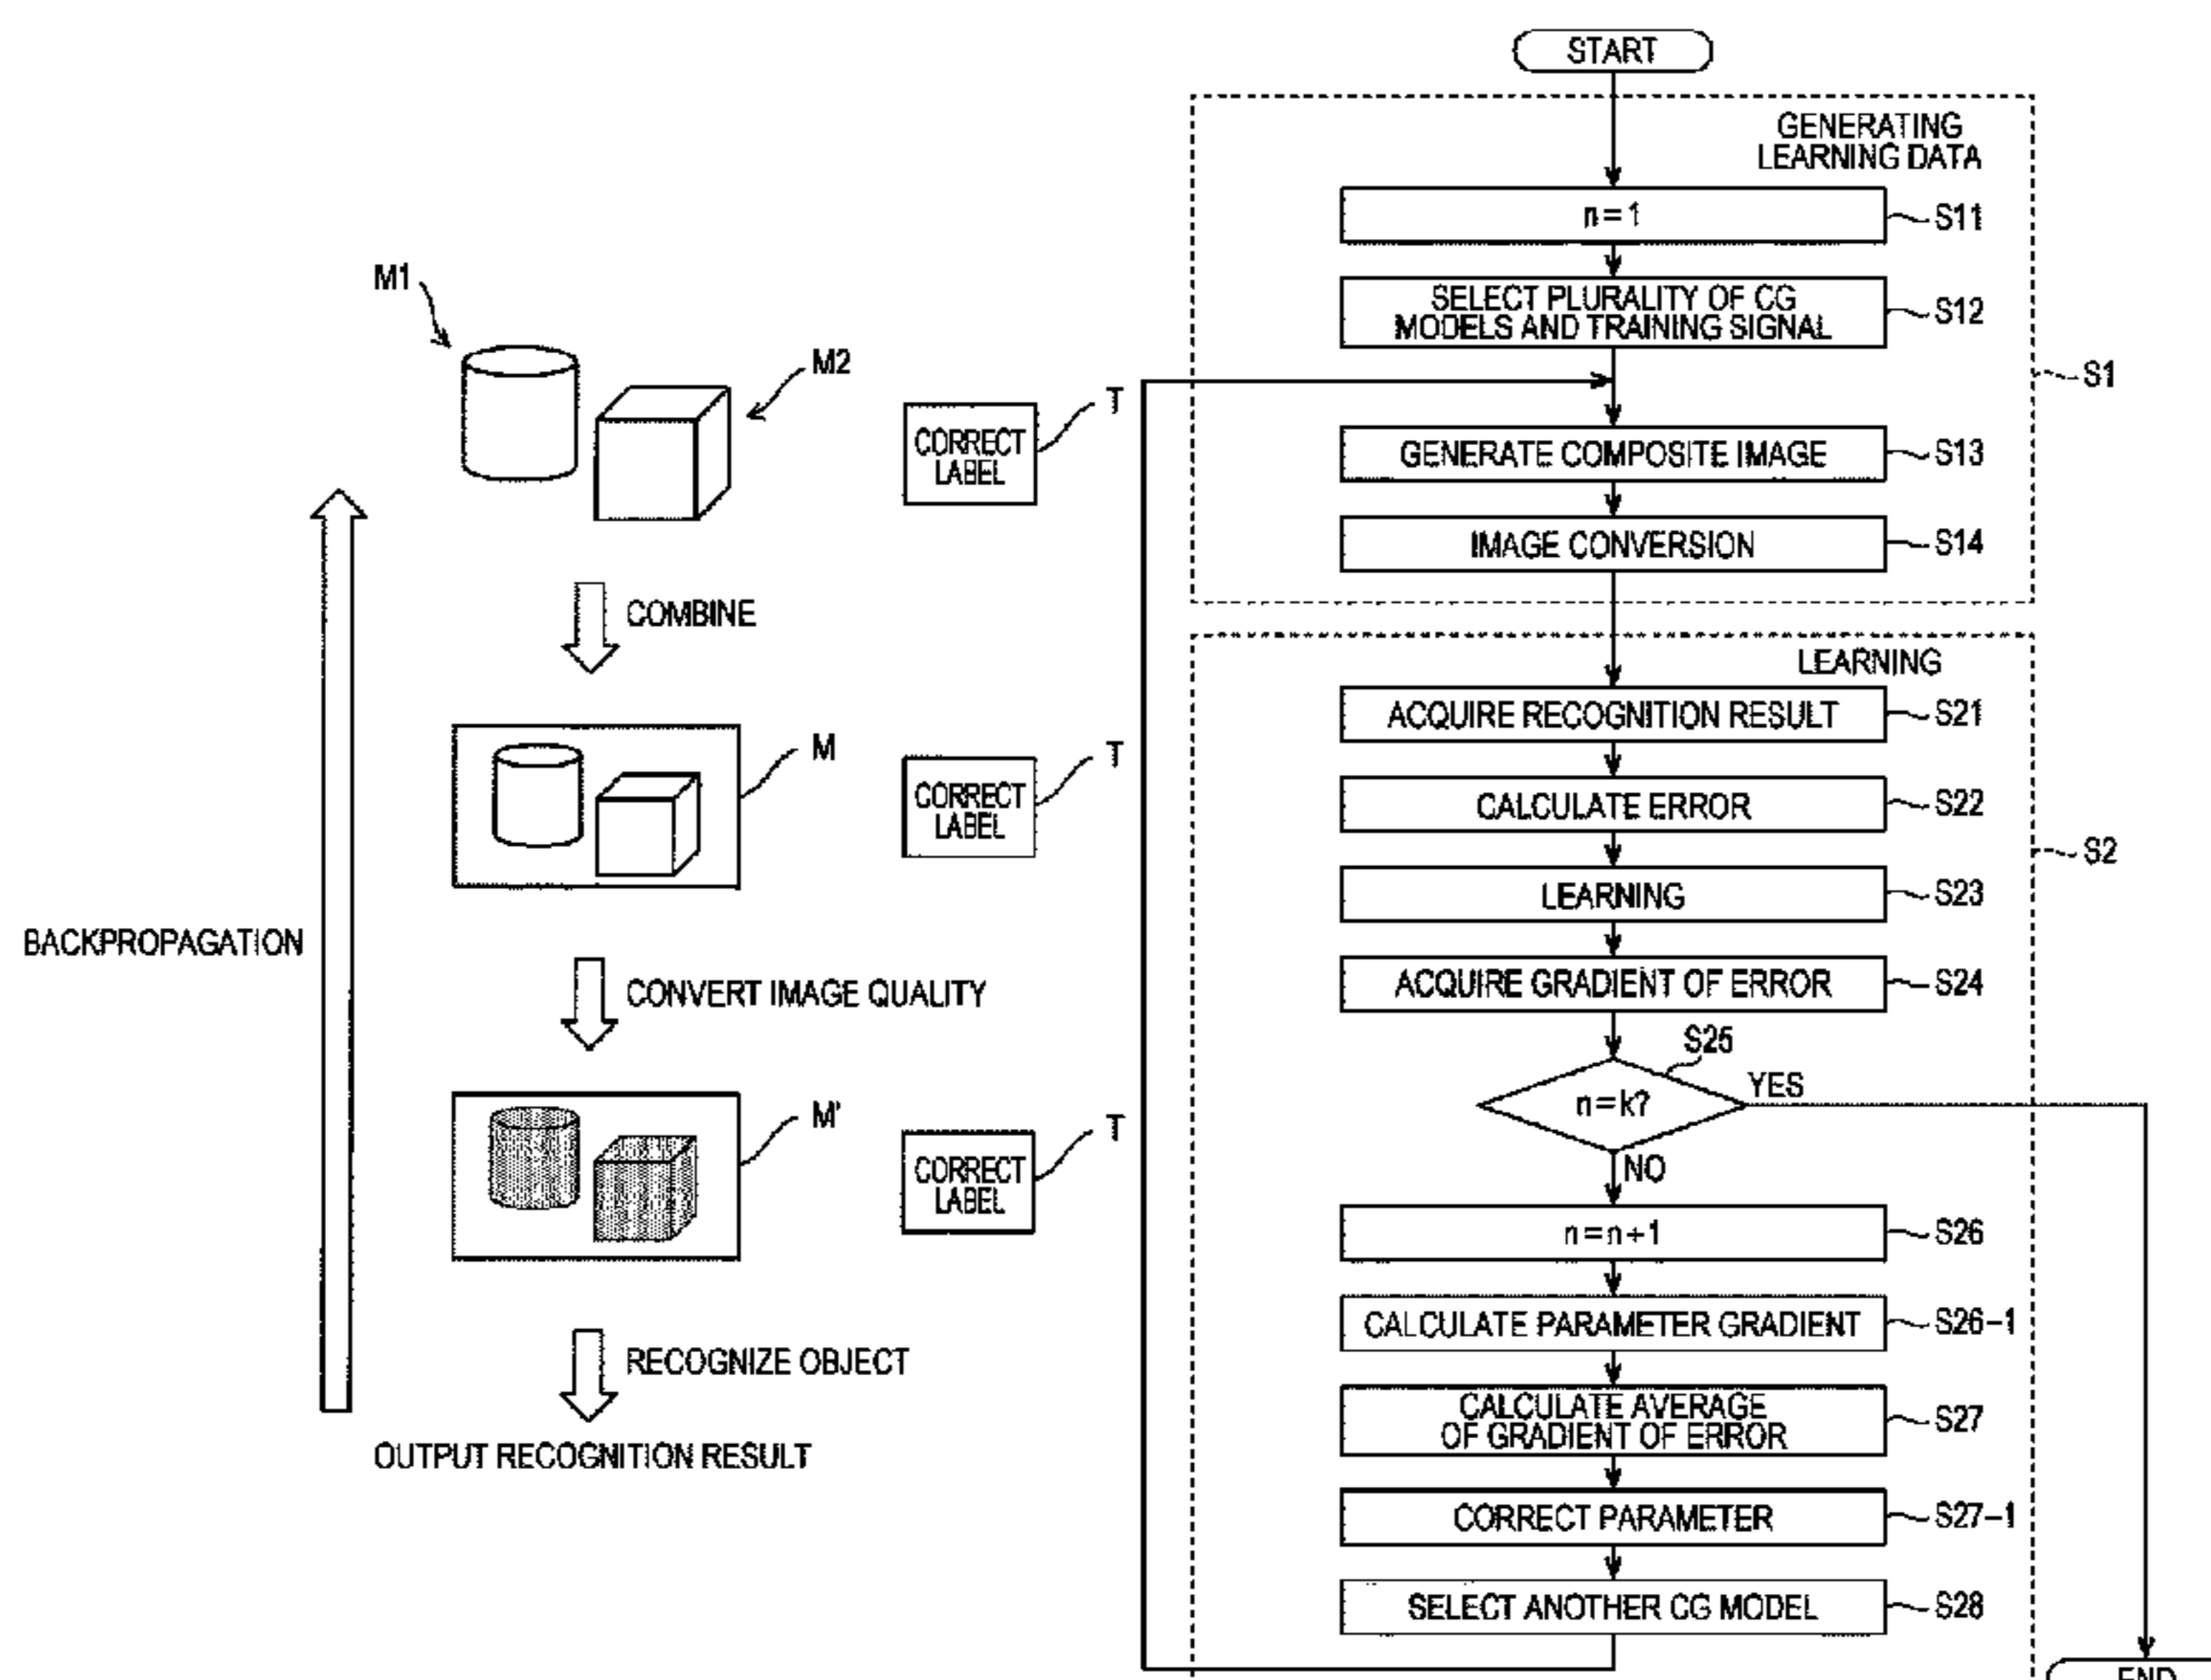 M1
M2
CORRECT
LABEL
T
COMBINE
M
CORRECT
LABEL
T
BACKPROPAGATION
CONVERT IMAGE QUALITY
M'
CORRECT
LABEL
T
RECOGNIZE OBJECT
OUTPUT RECOGNITION RESULT
START
GENERATING
LEARNING DATA
n=1
S11
SELECT PLURALITY OF CG
MODELS AND TRAINING SIGNAL
S12
S1
GENERATE COMPOSITE IMAGE
S13
IMAGE CONVERSION
S14
LEARNING
ACQUIRE RECOGNITION RESULT
S21
CALCULATE ERROR
S22
S2
LEARNING
S23
ACQUIRE GRADIENT OF ERROR
S24
S25
n=k?
YES
NO
n=n+1
S26
CALCULATE PARAMETER GRADIENT
S26-1
CALCULATE AVERAGE
OF GRADIENT OF ERROR
S27
CORRECT PARAMETER
S27-1
SELECT ANOTHER CG MODEL
S28
END